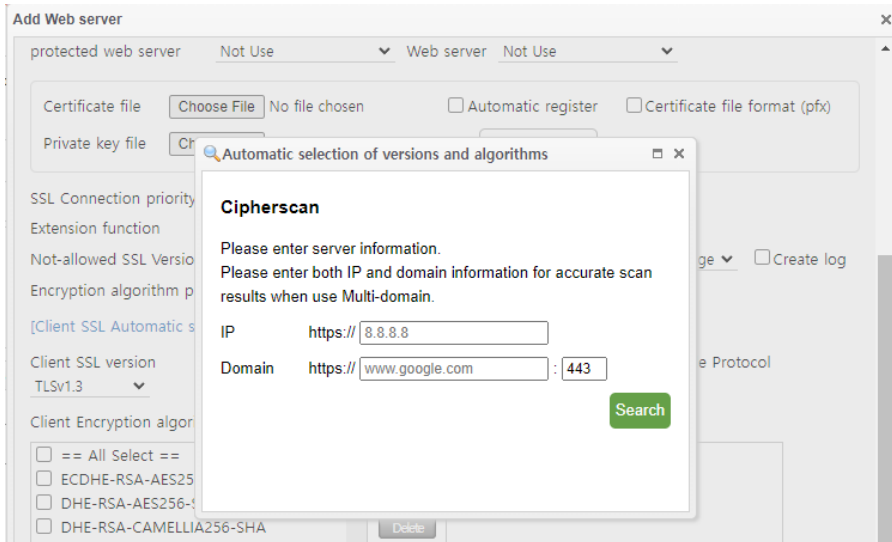 Add Web server
protected web server Not Use Web server Not Use
Certificate file Choose File No file chosen Automatic register Certificate file format (pfx)
Private key file
Automatic selection of versions and algorithms
SSL Connection priority
Extension function
Not-allowed SSL Versio
Create log
Encryption algorithm p
[Client SSL Automatic s
Client SSL version
e Protocol
TLSv1.3
Client Encryption algor
== All Select ==
ECDHE-RSA-AES25
DHE-RSA-AES256-S
DHE-RSA-CAMELLIA256-SHA
Delete
Cipherscan
Please enter server information.
Please enter both IP and domain information for accurate scan
results when use Multi-domain.
IP https:// 8.8.8.8
Domain https:// www.google.com : 443
Search